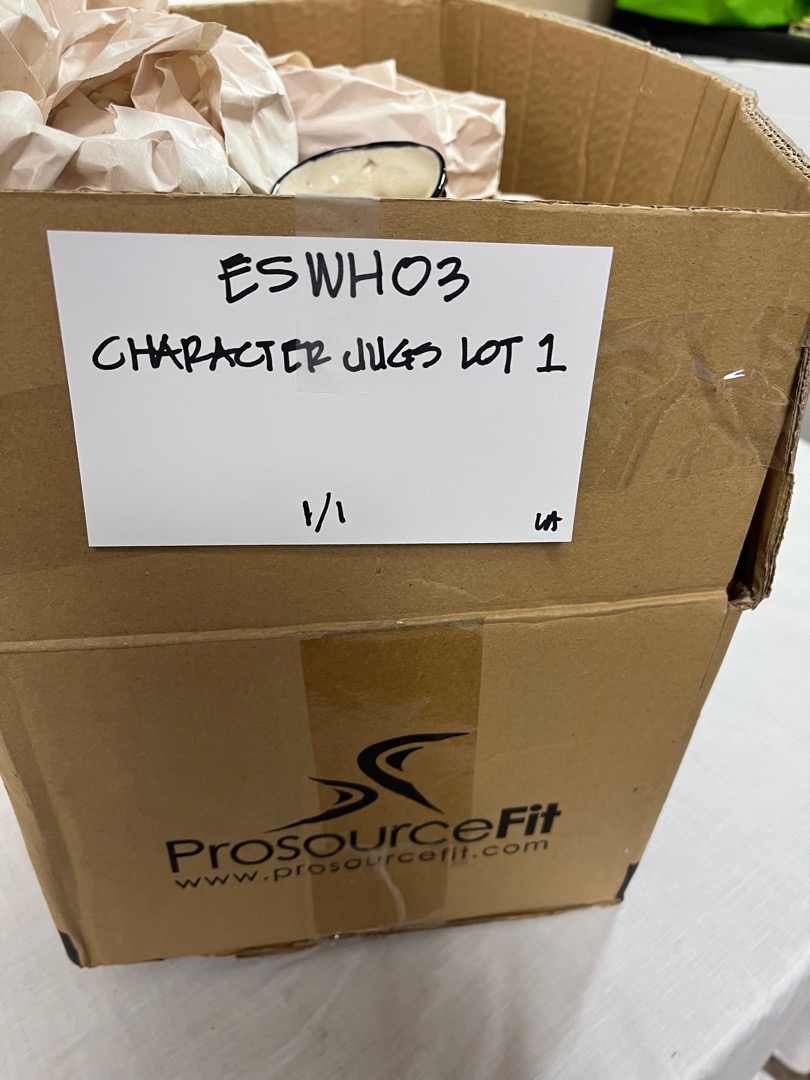 ESWH03
CHARACTER JUGS LOT 1
1/1
LA
ProsourceFit
www.prosourcefit.com